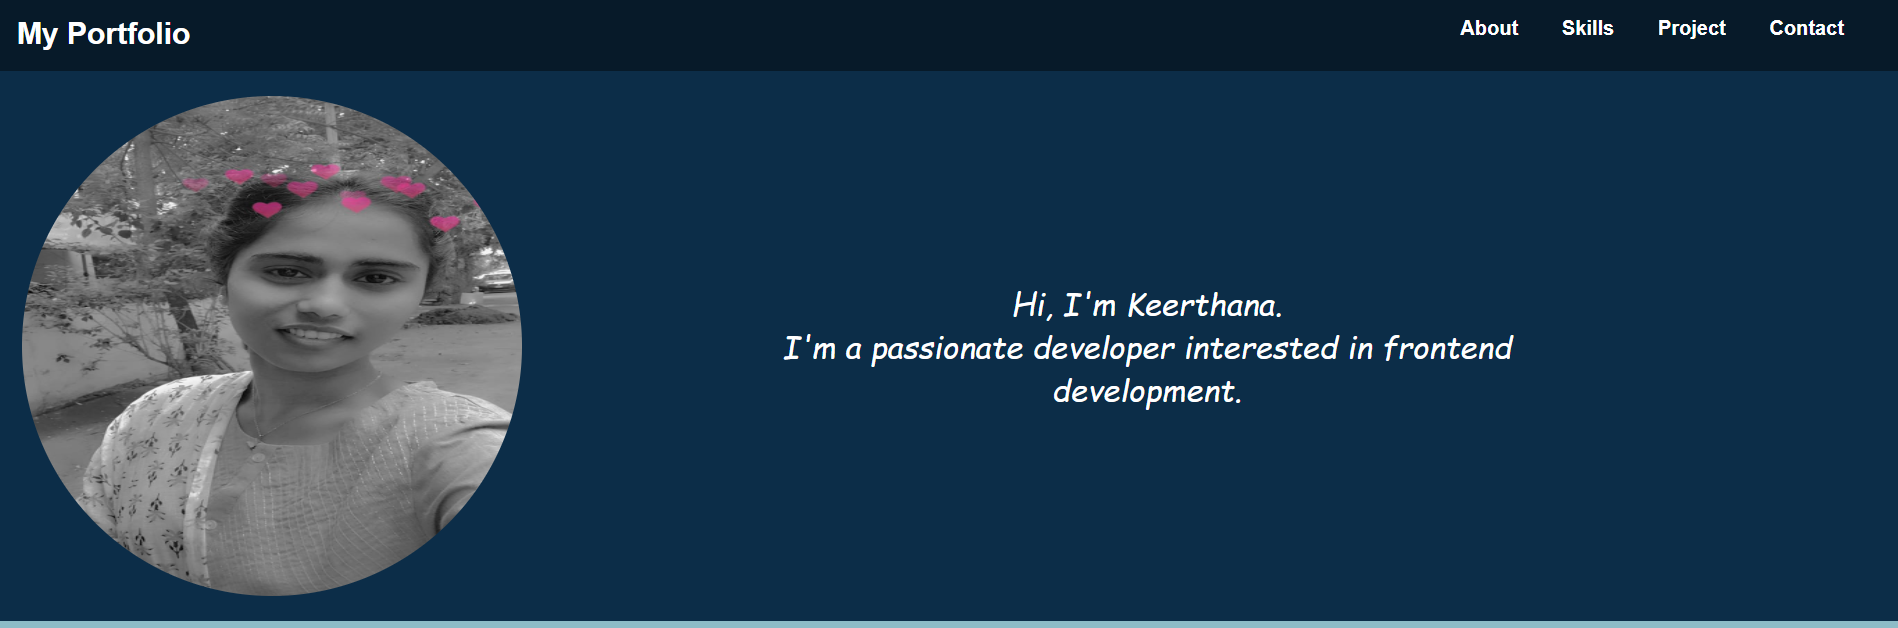 My Portfolio
About Skills Project Contact
Hi, I'm Keerthana.
I'm a passionate developer interested in frontend
development.